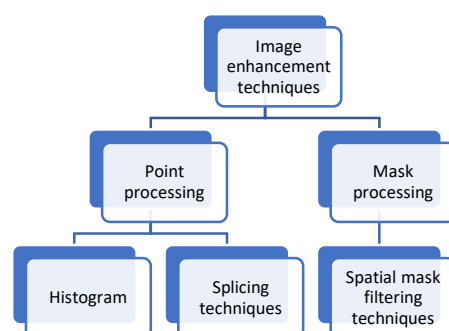 Image
enhancement
techniques
Point
processing
Mask
processing
Histogram
Splicing
techniques
Spatial mask
filtering
techniques